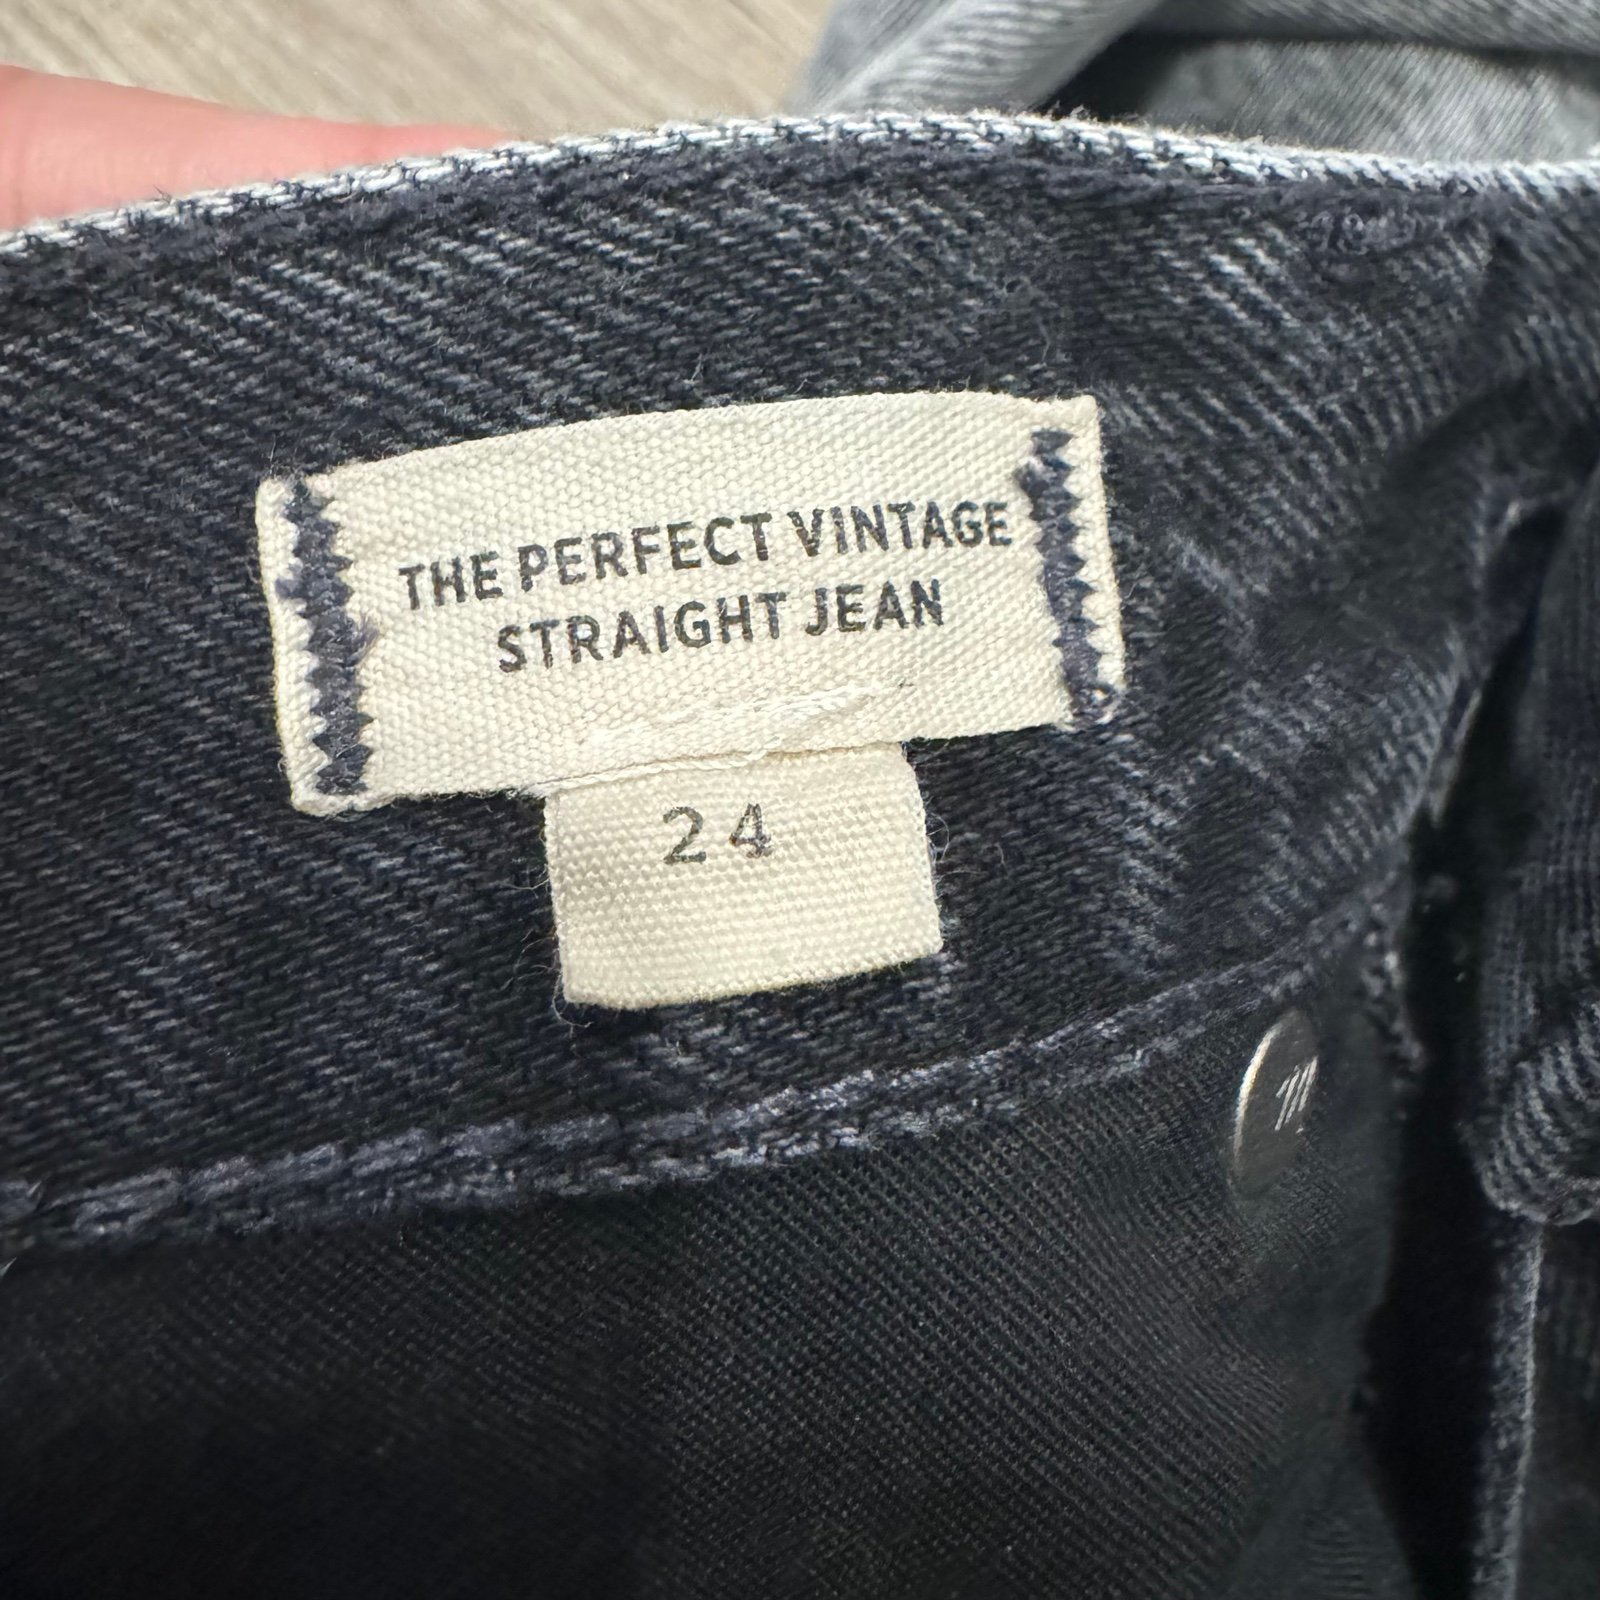 THE PERFECT VINTAGE
STRAIGHT JEAN
24
m